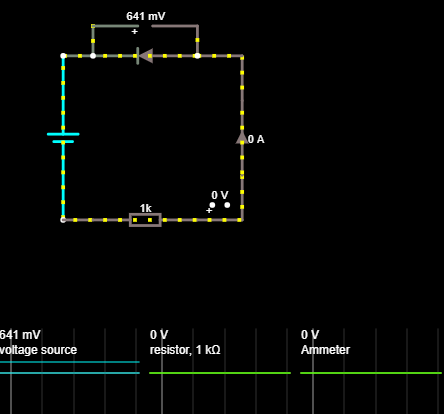 641 mV
+
0 A
0 V
1k
+
641 mV
voltage source
0 V
resistor, 1 kΩ
0 V
Ammeter